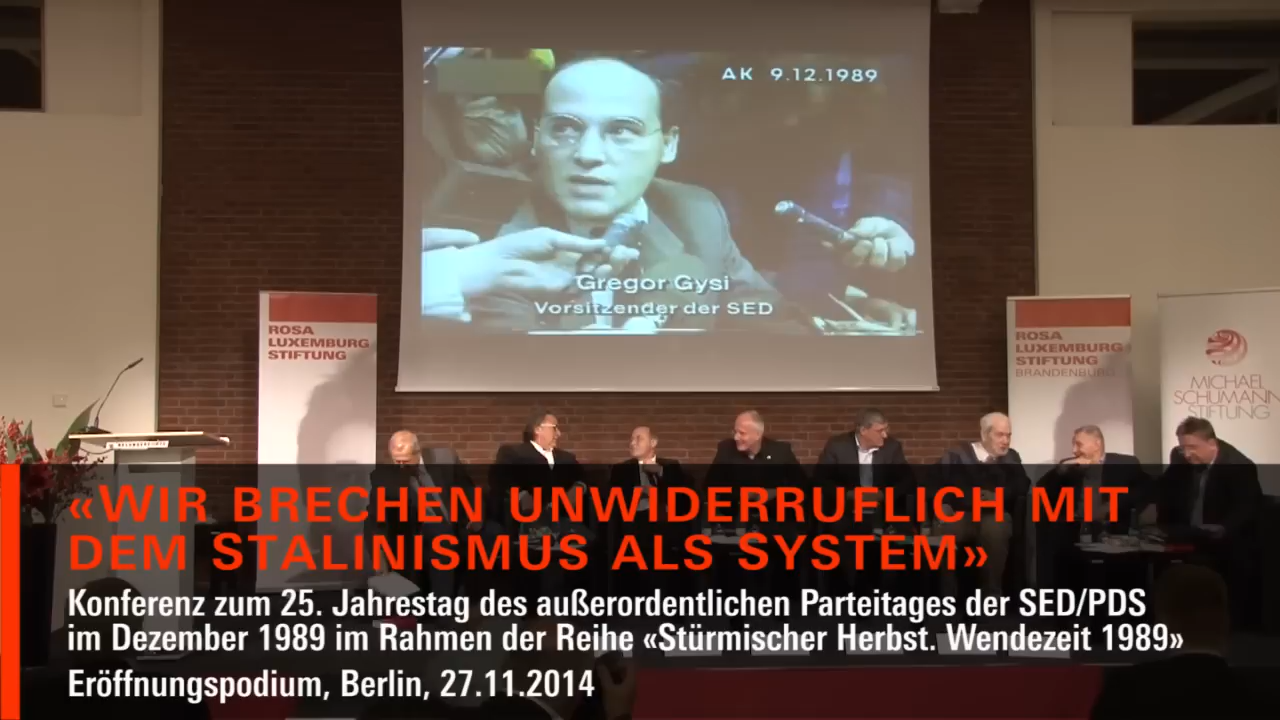 AK 9.12.1989
Gregor Gysi
Vorsitzender der SED
ROSA
LUXEMBURG
STIFTUNG
ROSA
LUXEMBURG
STIFTUNG
BRANDENBURG
MICHAEL
SCHUMANN
STIFTUNG
«WIR BRECHEN UNWIDERRUFLICH MIT
DEM STALINISMUS ALS SYSTEM»
Konferenz zum 25. Jahrestag des außerordentlichen Parteitages der SED/PDS
im Dezember 1989 im Rahmen der Reihe «Stürmischer Herbst. Wendezeit 1989»
Eröffnungspodium, Berlin, 27.11.2014